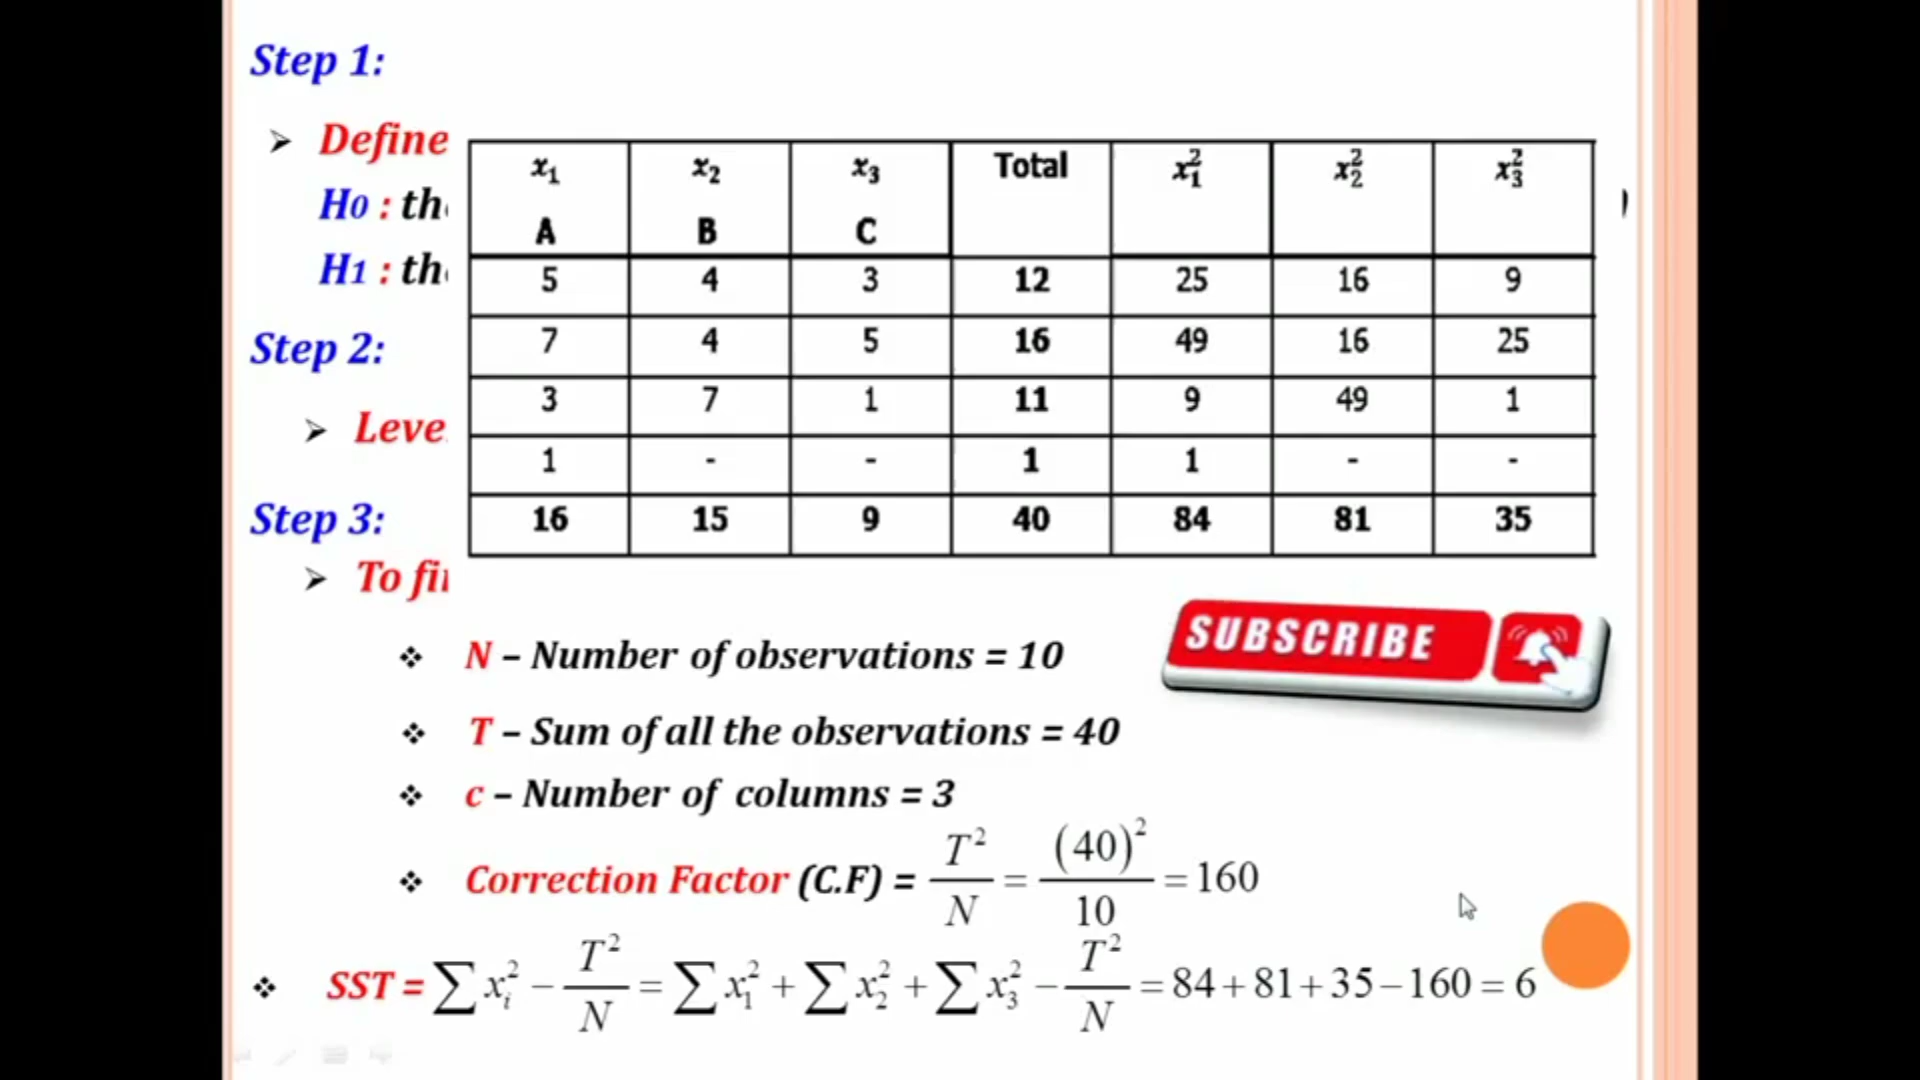 Step 1:
Define
H0 : the
H1 : the
Step 2:
Leve
Step 3:
To fi
x₁ x₂ x₃ Total x₁² x₂² x₃²
A B C
5 4 3 12 25 16 9
7 4 5 16 49 16 25
3 7 1 11 9 49 1
1 - - 1 1 - -
16 15 9 40 84 81 35
SUBSCRIBE
N – Number of observations = 10
T – Sum of all the observations = 40
c – Number of columns = 3
Correction Factor (C.F) = T²/N = (40)²/10 = 160
SST = ∑xᵢ² − T²/N = ∑x₁² + ∑x₂² + ∑x₃² − T²/N = 84 + 81 + 35 − 160 = 6